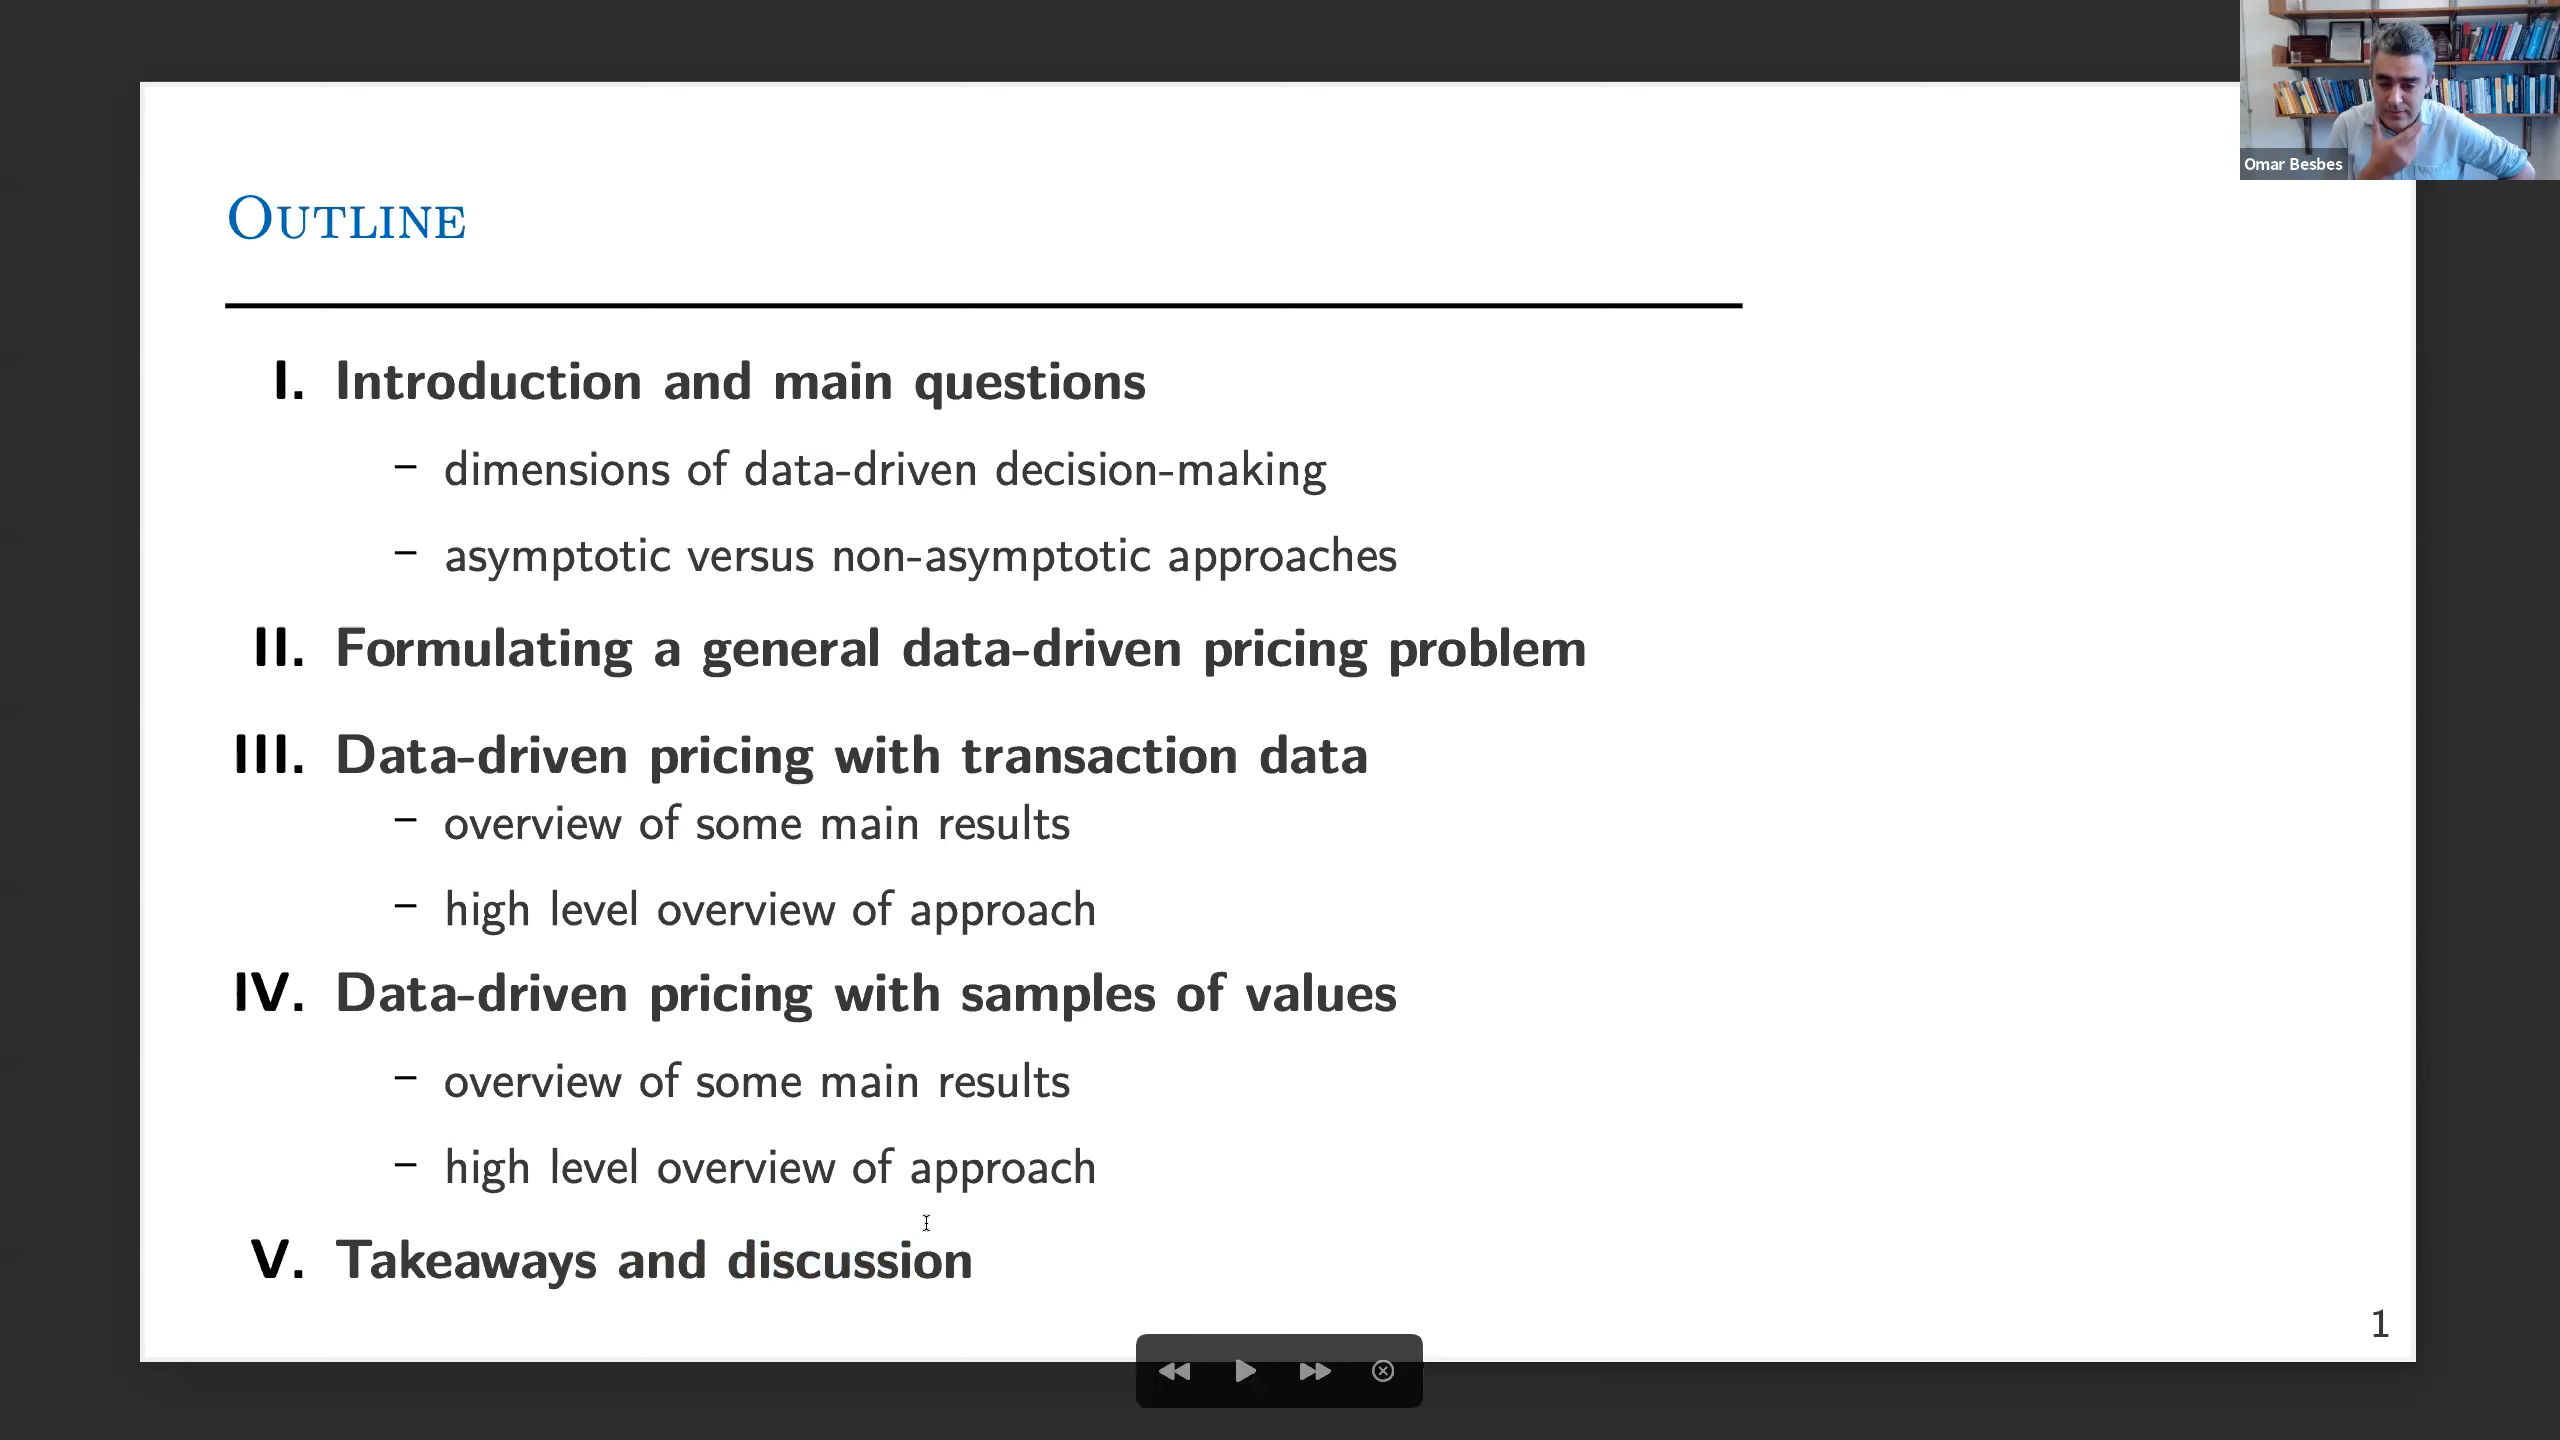 Omar Besbes
OUTLINE
I. Introduction and main questions
– dimensions of data-driven decision-making
– asymptotic versus non-asymptotic approaches
II. Formulating a general data-driven pricing problem
III. Data-driven pricing with transaction data
– overview of some main results
– high level overview of approach
IV. Data-driven pricing with samples of values
– overview of some main results
– high level overview of approach
V. Takeaways and discussion
1